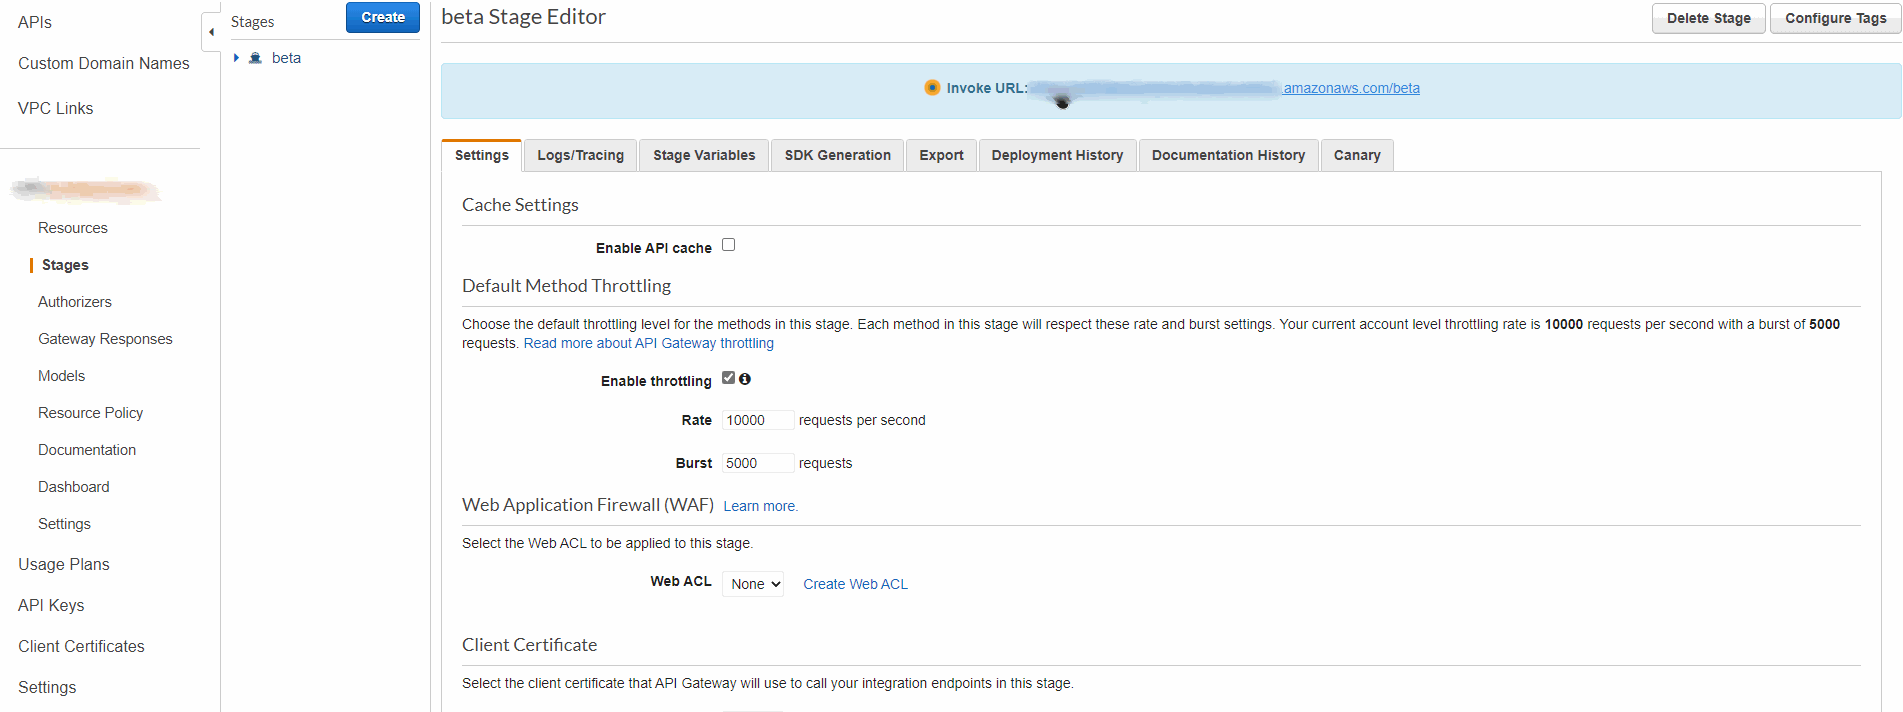 APIs
Custom Domain Names
VPC Links
Resources
Stages
Authorizers
Gateway Responses
Models
Resource Policy
Documentation
Dashboard
Settings
Usage Plans
API Keys
Client Certificates
Settings
Stages
Create
beta
beta Stage Editor
Delete Stage
Configure Tags
Invoke URL: .amazonaws.com/beta
Settings
Logs/Tracing
Stage Variables
SDK Generation
Export
Deployment History
Documentation History
Canary
Cache Settings
Enable API cache
Default Method Throttling
Choose the default throttling level for the methods in this stage. Each method in this stage will respect these rate and burst settings. Your current account level throttling rate is 10000 requests per second with a burst of 5000
requests. Read more about API Gateway throttling
Enable throttling
Rate 10000 requests per second
Burst 5000 requests
Web Application Firewall (WAF) Learn more.
Select the Web ACL to be applied to this stage.
Web ACL None Create Web ACL
Client Certificate
Select the client certificate that API Gateway will use to call your integration endpoints in this stage.